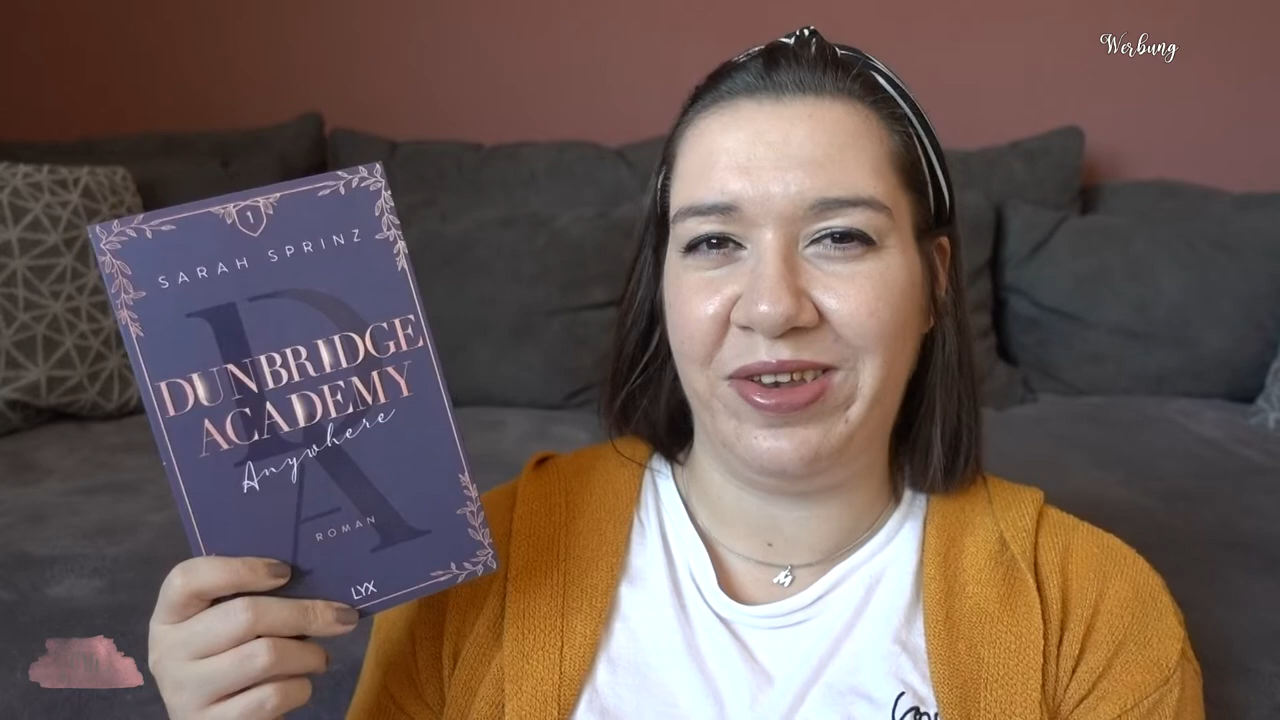 Werbung
1
SARAH SPRINZ
DUNBRIDGE
ACADEMY
Anywhere
ROMAN
LYX